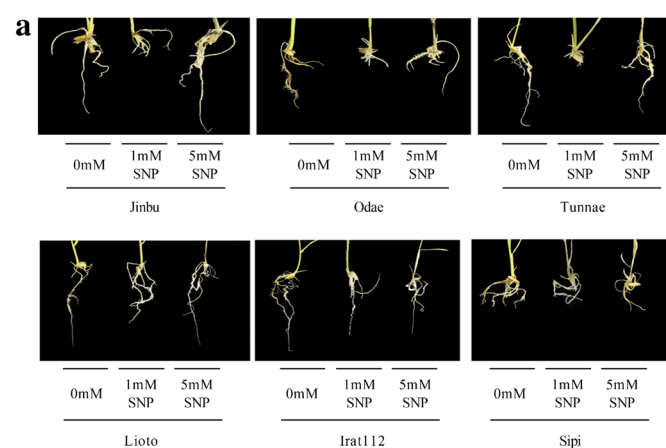 a
0mM 1mM SNP 5mM SNP 0mM 1mM SNP 5mM SNP 0mM 1mM SNP 5mM SNP
Jinbu Odae Tunnae
0mM 1mM SNP 5mM SNP 0mM 1mM SNP 5mM SNP 0mM 1mM SNP 5mM SNP
Lioto Irat112 Sipi